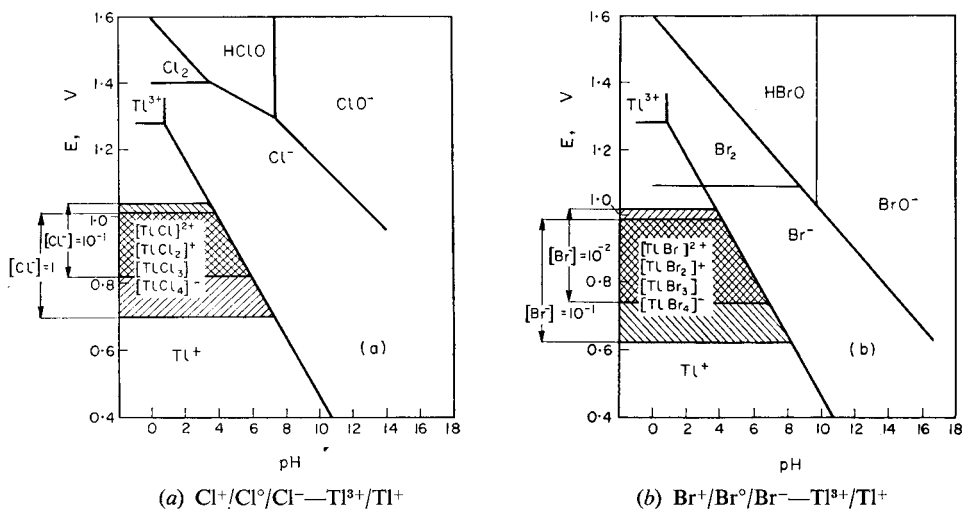 1·6
1·4
1·2
1·0
0·8
0·6
0·4
E, V
HClO
Cl₂
Tl³⁺
ClO⁻
Cl⁻
[Cl⁻]=10⁻¹
[Cl⁻]=1
[TlCl]²⁺
[TlCl₂]⁺
[TlCl₃]
[TlCl₄]⁻
Tl⁺
(a)
0 2 4 6 8 10 12 14 16 18
pH
(a) Cl⁺/Cl°/Cl⁻—Tl³⁺/Tl⁺
1·6
1·4
1·2
1·0
0·8
0·6
0·4
E, V
Tl³⁺
HBrO
Br₂
BrO⁻
Br⁻
[Br⁻]=10⁻²
[Br⁻]=10⁻¹
[TlBr]²⁺
[TlBr₂]⁺
[TlBr₃]
[TlBr₄]⁻
Tl⁺
(b)
0 2 4 6 8 10 12 14 16 18
pH
(b) Br⁺/Br°/Br⁻—Tl³⁺/Tl⁺